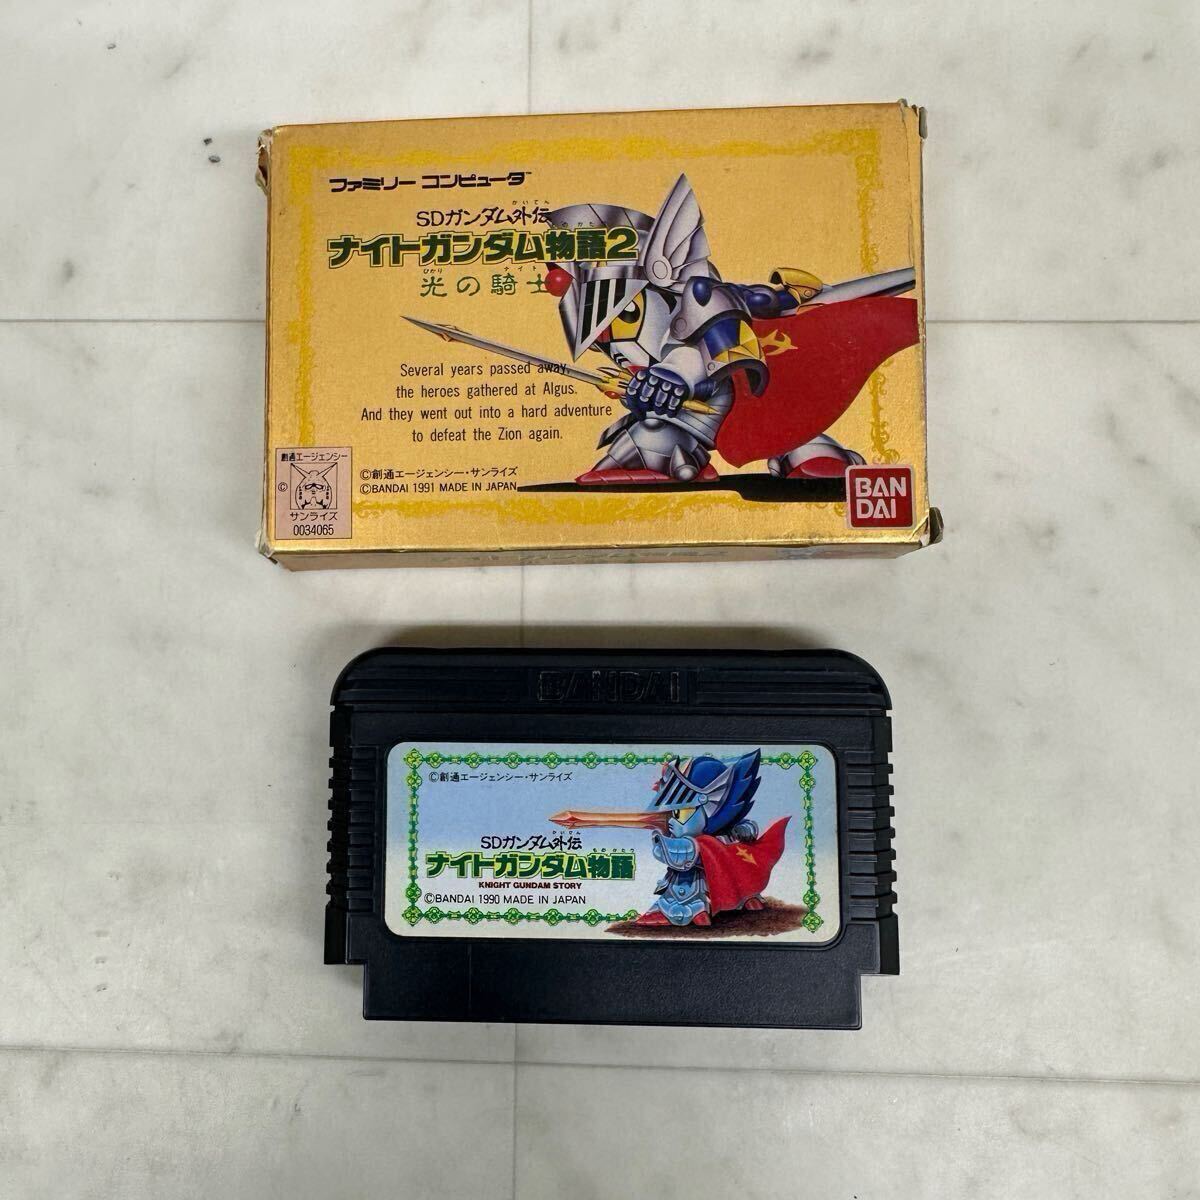 ファミリー コンピュータ
SDガンダム外伝
ナイトガンダム物語2
光の騎士
Several years passed away,
the heroes gathered at Algus.
And they went out into a hard adventure
to defeat the Zion again.
©創通エージェンシー・サンライズ
©BANDAI 1991 MADE IN JAPAN
創通エージェンシー
©
サンライズ
0034065
BAN
DAI
BANDAI
©創通エージェンシー・サンライズ
SDガンダム外伝
ナイトガンダム物語
KNIGHT GUNDAM STORY
©BANDAI 1990 MADE IN JAPAN